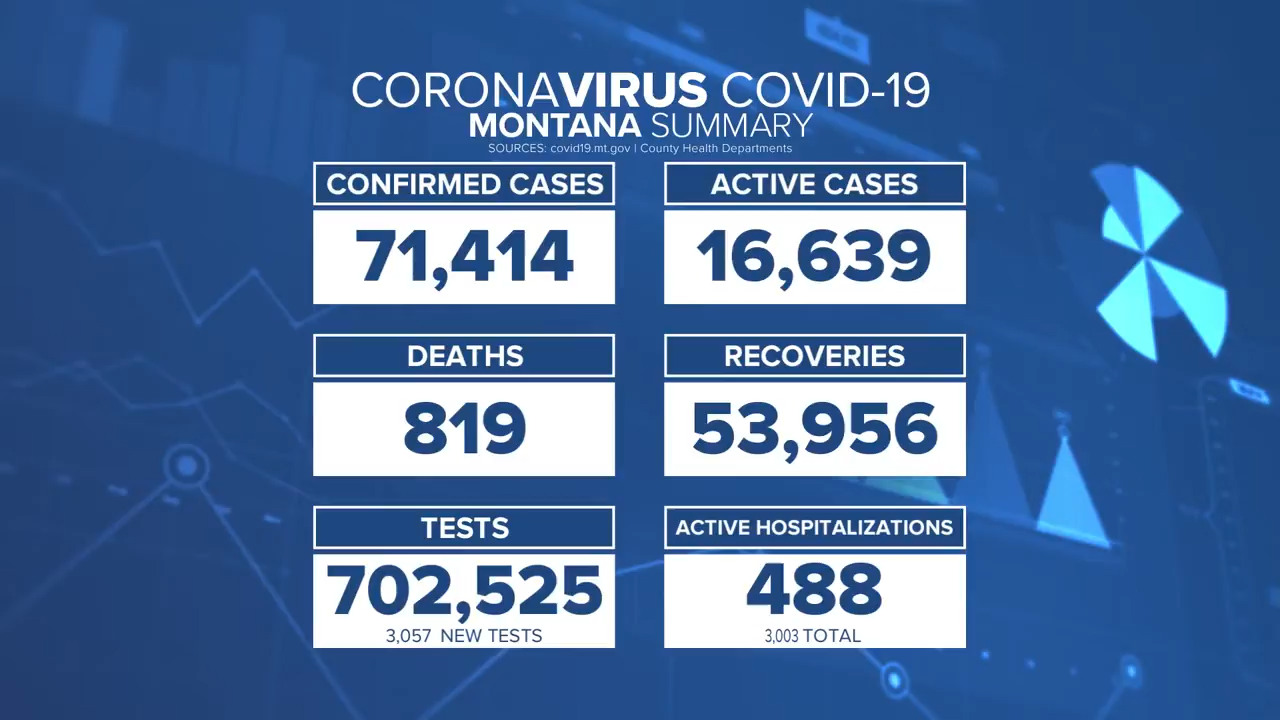 CORONAVIRUS COVID-19
MONTANA SUMMARY
SOURCES: covid19.mt.gov | County Health Departments
CONFIRMED CASES
71,414
ACTIVE CASES
16,639
DEATHS
819
RECOVERIES
53,956
TESTS
702,525
3,057 NEW TESTS
ACTIVE HOSPITALIZATIONS
488
3,003 TOTAL